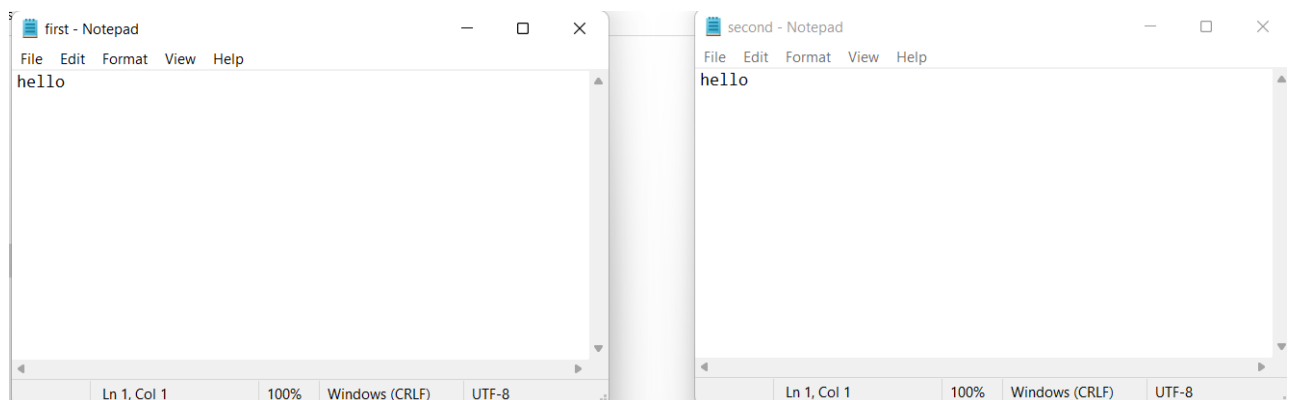 first - Notepad
File Edit Format View Help
hello
Ln 1, Col 1 100% Windows (CRLF) UTF-8
second - Notepad
File Edit Format View Help
hello
Ln 1, Col 1 100% Windows (CRLF) UTF-8